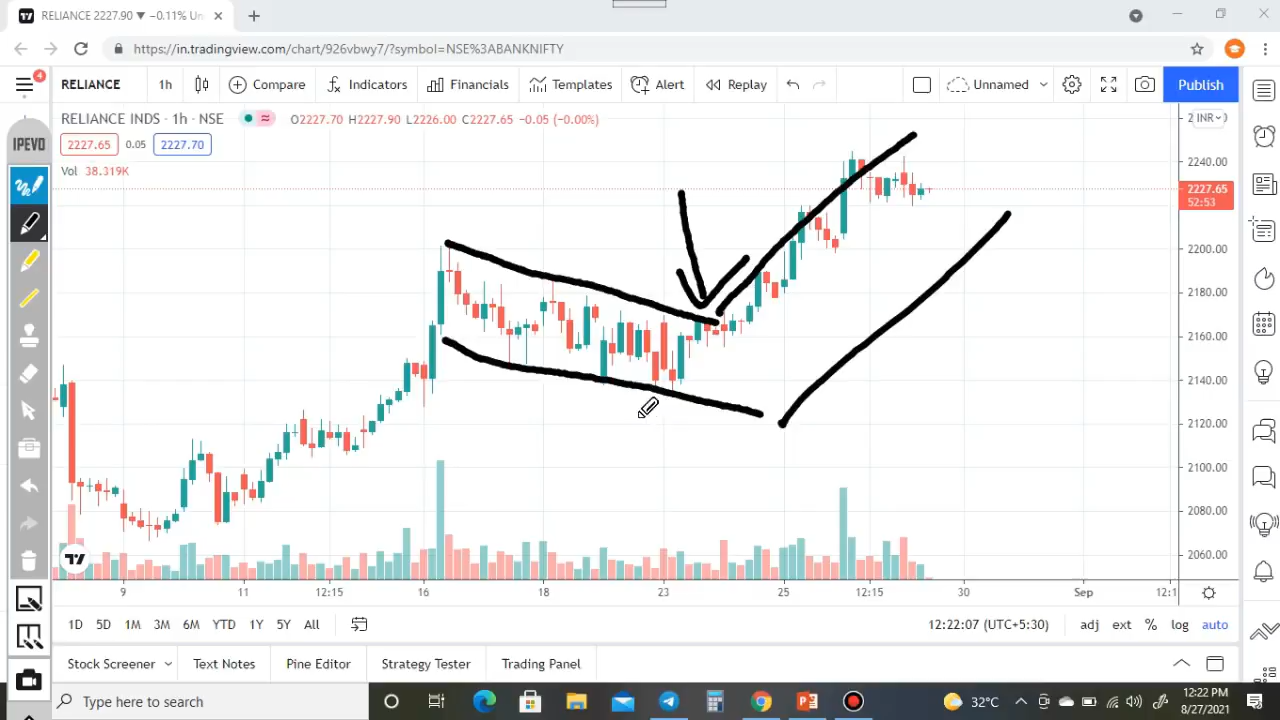 RELIANCE 2227.90 ▼ −0.11% Un
https://in.tradingview.com/chart/926vbwy7/?symbol=NSE%3ABANKNIFTY
4
RELIANCE 1h Compare Indicators Financials Templates Alert Replay Unnamed Publish
RELIANCE INDS · 1h · NSE O2227.70 H2227.90 L2226.00 C2227.65 −0.05 (−0.00%)
INR
IPEVO
2227.65 0.05 2227.70
Vol 38.319K
2240.00
2227.65
52:53
2200.00
2180.00
2160.00
2140.00
2120.00
2100.00
2080.00
2060.00
9 11 12:15 16 18 23 25 12:15 30 Sep 12:1
1D 5D 1M 3M 6M YTD 1Y 5Y All 12:22:07 (UTC+5:30) adj ext % log auto
Stock Screener Text Notes Pine Editor Strategy Tester Trading Panel
Type here to search 32°C 12:22 PM
8/27/2021